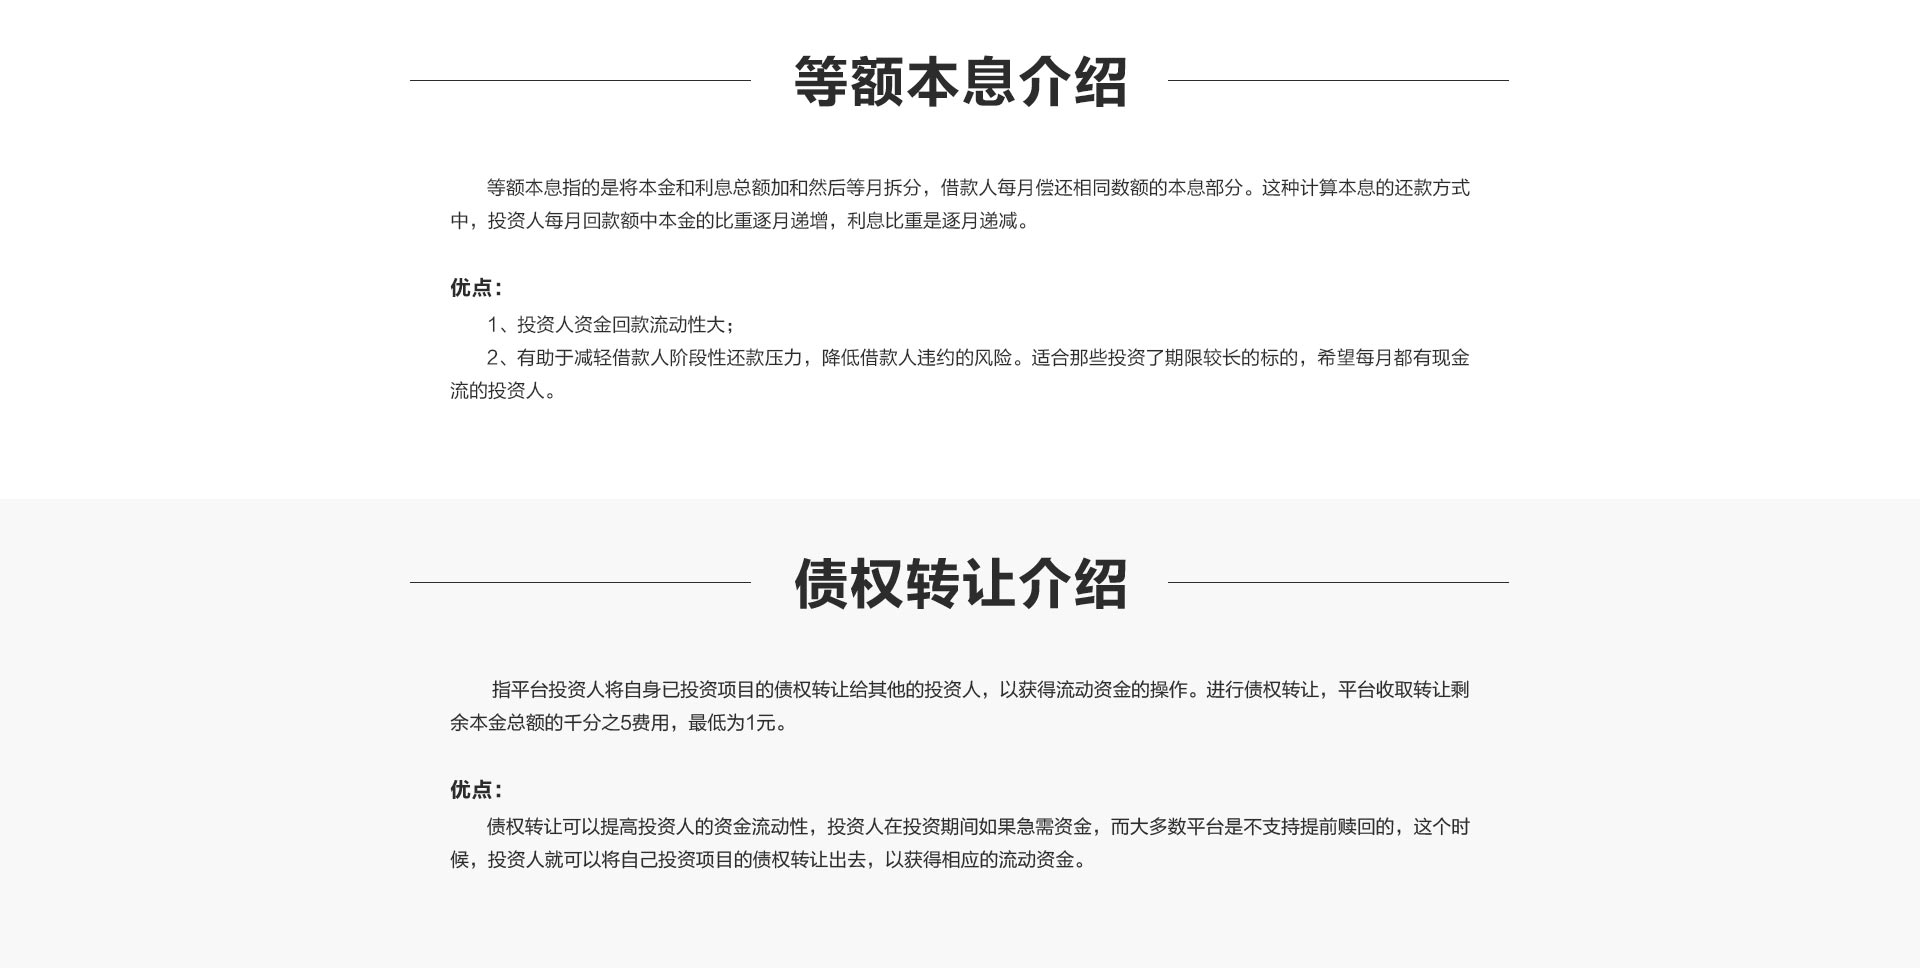 等额本息介绍
等额本息指的是将本金和利息总额加和然后等月拆分，借款人每月偿还相同数额的本息部分。这种计算本息的还款方式
中，投资人每月回款额中本金的比重逐月递增，利息比重是逐月递减。
优点：
1、投资人资金回款流动性大；
2、有助于减轻借款人阶段性还款压力，降低借款人违约的风险。适合那些投资了期限较长的标的，希望每月都有现金
流的投资人。
债权转让介绍
指平台投资人将自身已投资项目的债权转让给其他的投资人，以获得流动资金的操作。进行债权转让，平台收取转让剩
余本金总额的千分之5费用，最低为1元。
优点：
债权转让可以提高投资人的资金流动性，投资人在投资期间如果急需资金，而大多数平台是不支持提前赎回的，这个时
候，投资人就可以将自己投资项目的债权转让出去，以获得相应的流动资金。